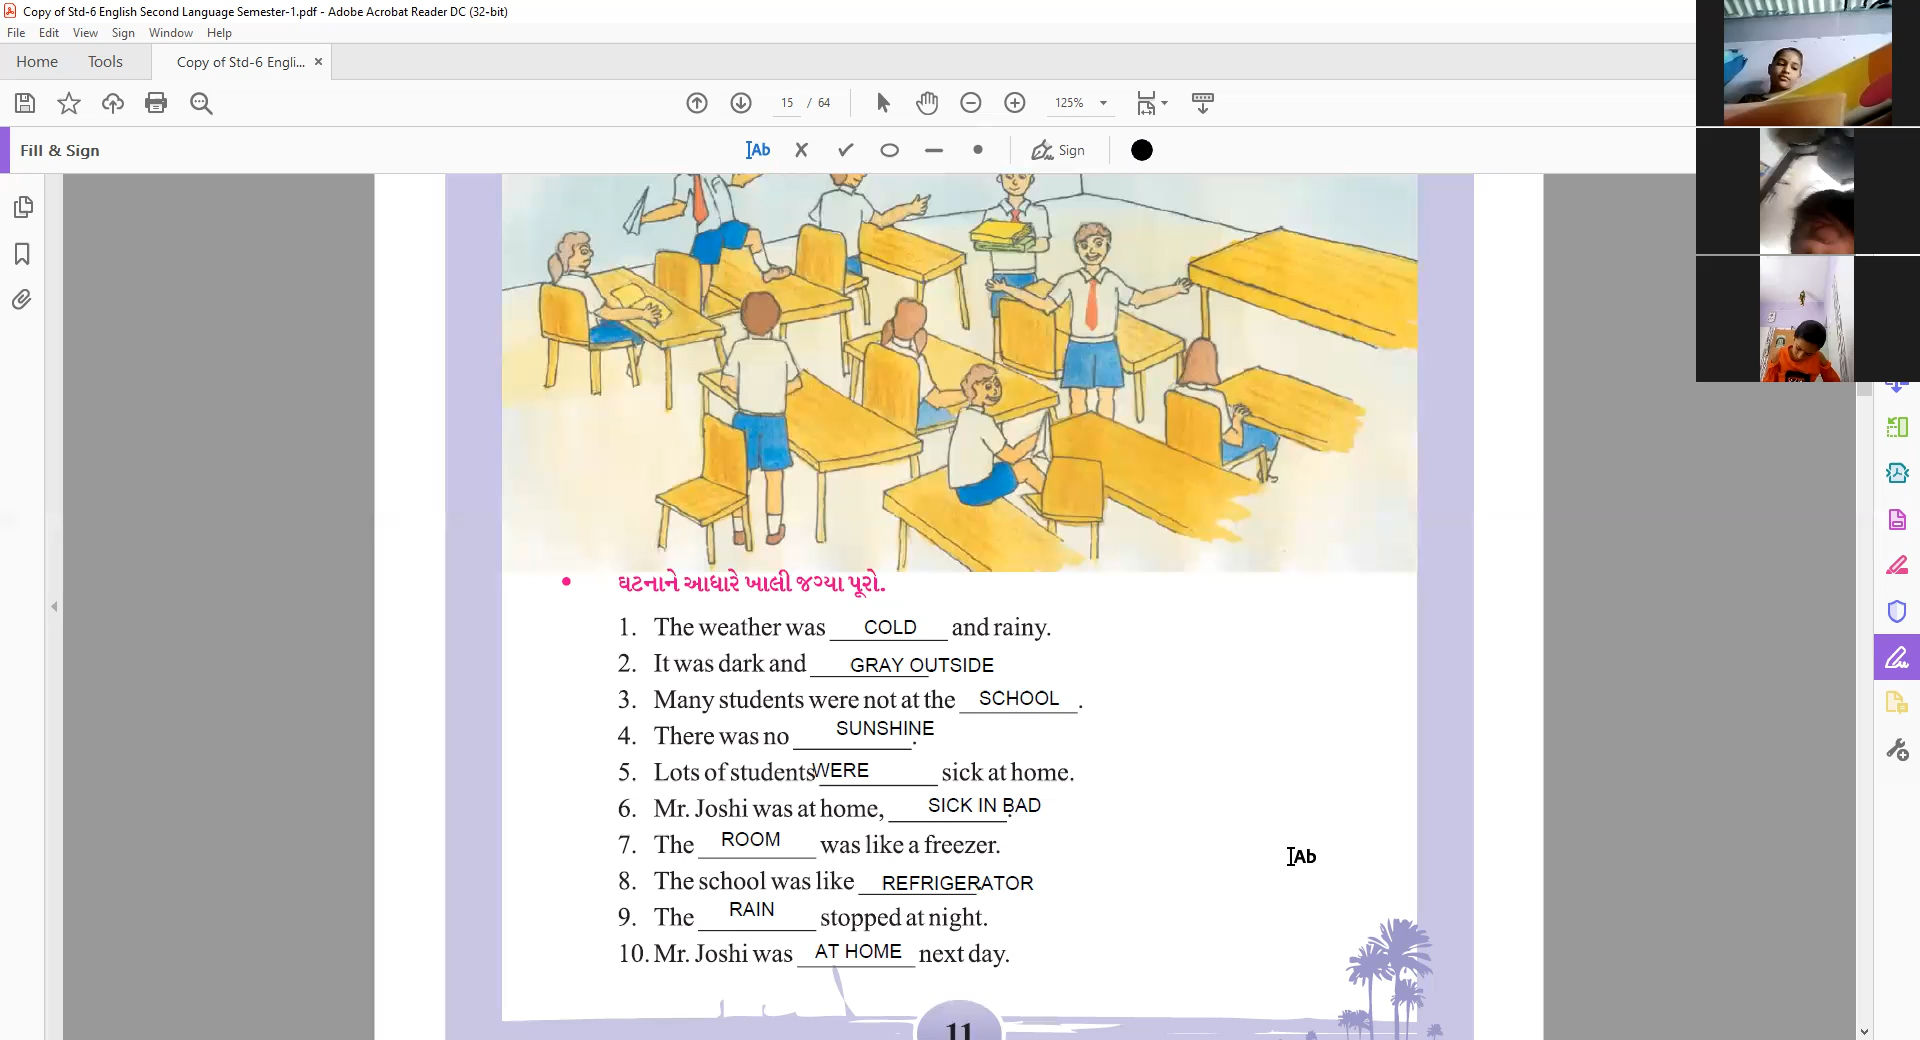 Copy of Std-6 English Second Language Semester-1.pdf - Adobe Acrobat Reader DC (32-bit)
File Edit View Sign Window Help
Home Tools Copy of Std-6 Engli... ×
15 / 64 125%
Fill & Sign Ab Sign
• ઘટનાને આધારે ખાલી જગ્યા પૂરો.
1. The weather was COLD and rainy.
2. It was dark and GRAY OUTSIDE
3. Many students were not at the SCHOOL.
4. There was no SUNSHINE.
5. Lots of students WERE sick at home.
6. Mr. Joshi was at home, SICK IN BAD.
7. The ROOM was like a freezer.
8. The school was like REFRIGERATOR.
9. The RAIN stopped at night.
10. Mr. Joshi was AT HOME next day.
Ab
11